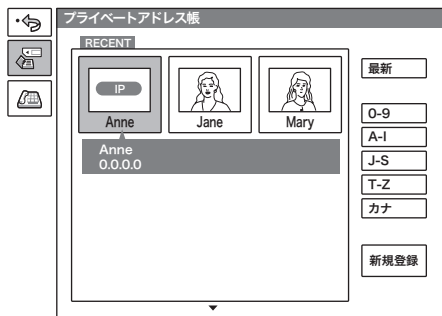 プライベートアドレス帳
RECENT
IP
Anne
Jane
Mary
Anne
0.0.0.0
最新
0-9
A-I
J-S
T-Z
カナ
新規登録